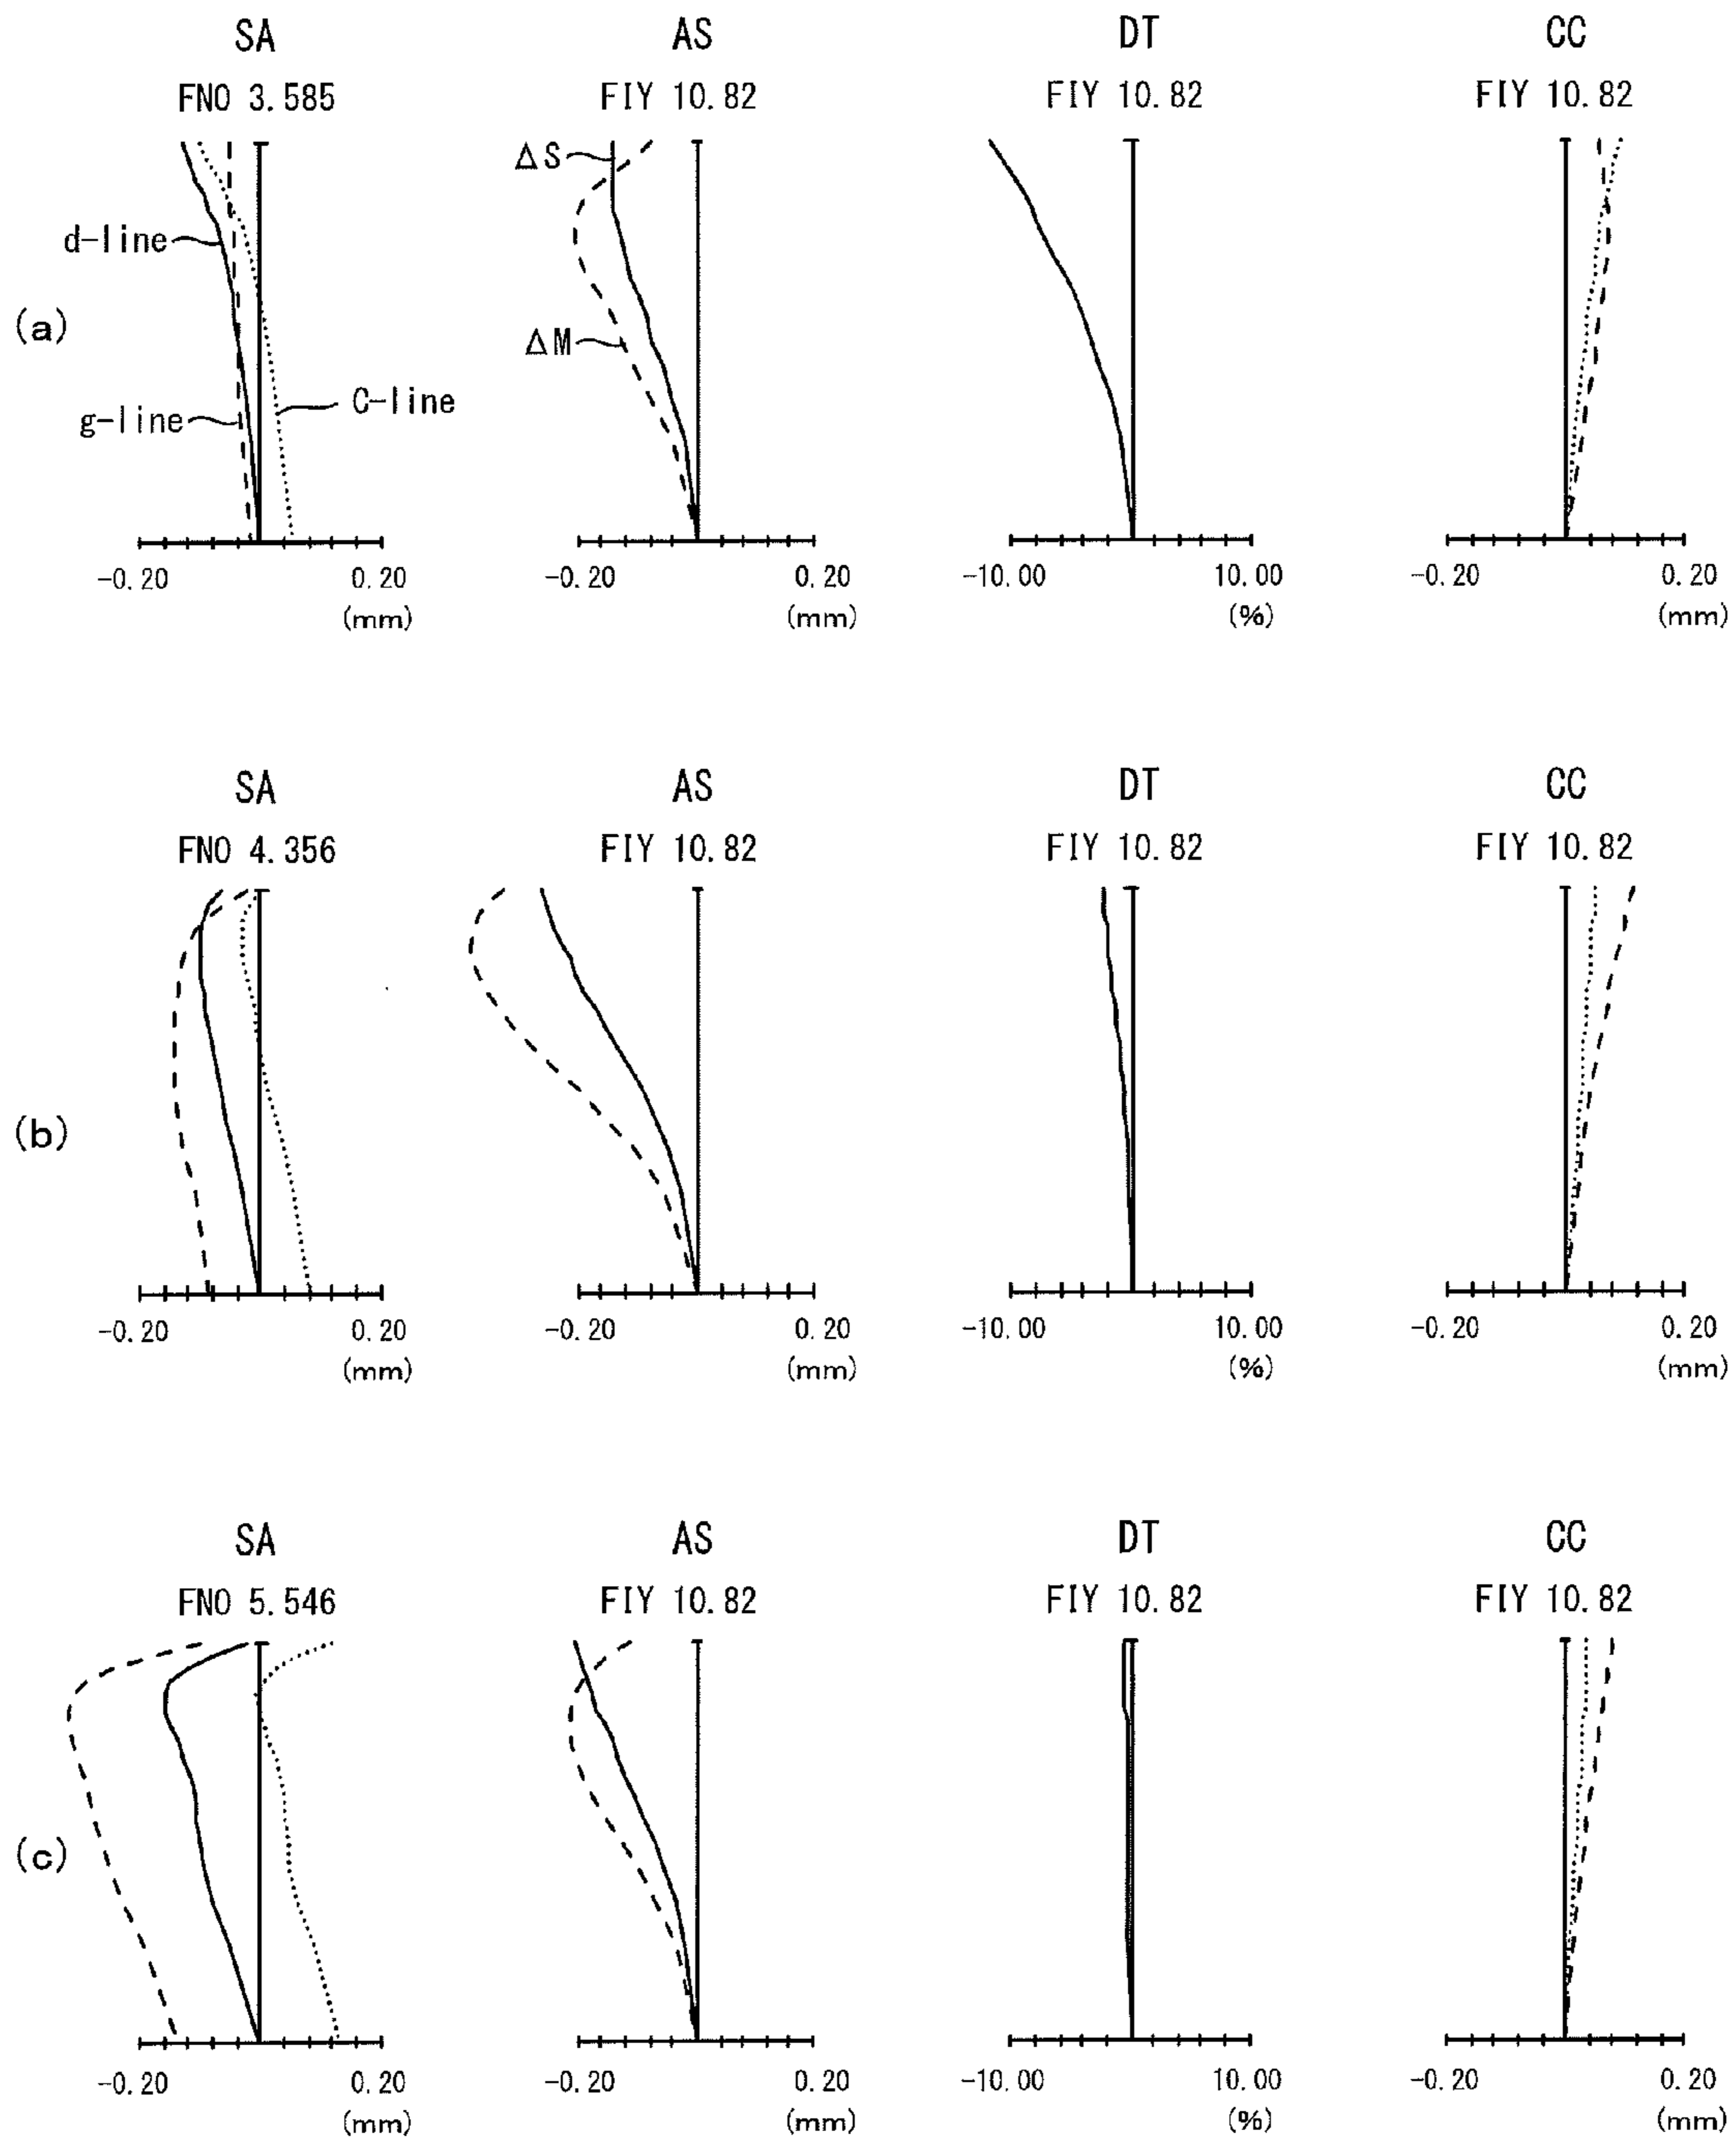 SA AS DT CC
FNO 3.585 FIY 10.82 FIY 10.82 FIY 10.82
ΔS
d-line
(a)
ΔM
C-line
g-line
-0.20 0.20 -0.20 0.20 -10.00 10.00 -0.20 0.20
(mm) (mm) (%) (mm)
SA AS DT CC
FNO 4.356 FIY 10.82 FIY 10.82 FIY 10.82
(b)
-0.20 0.20 -0.20 0.20 -10.00 10.00 -0.20 0.20
(mm) (mm) (%) (mm)
SA AS DT CC
FNO 5.546 FIY 10.82 FIY 10.82 FIY 10.82
(c)
-0.20 0.20 -0.20 0.20 -10.00 10.00 -0.20 0.20
(mm) (mm) (%) (mm)